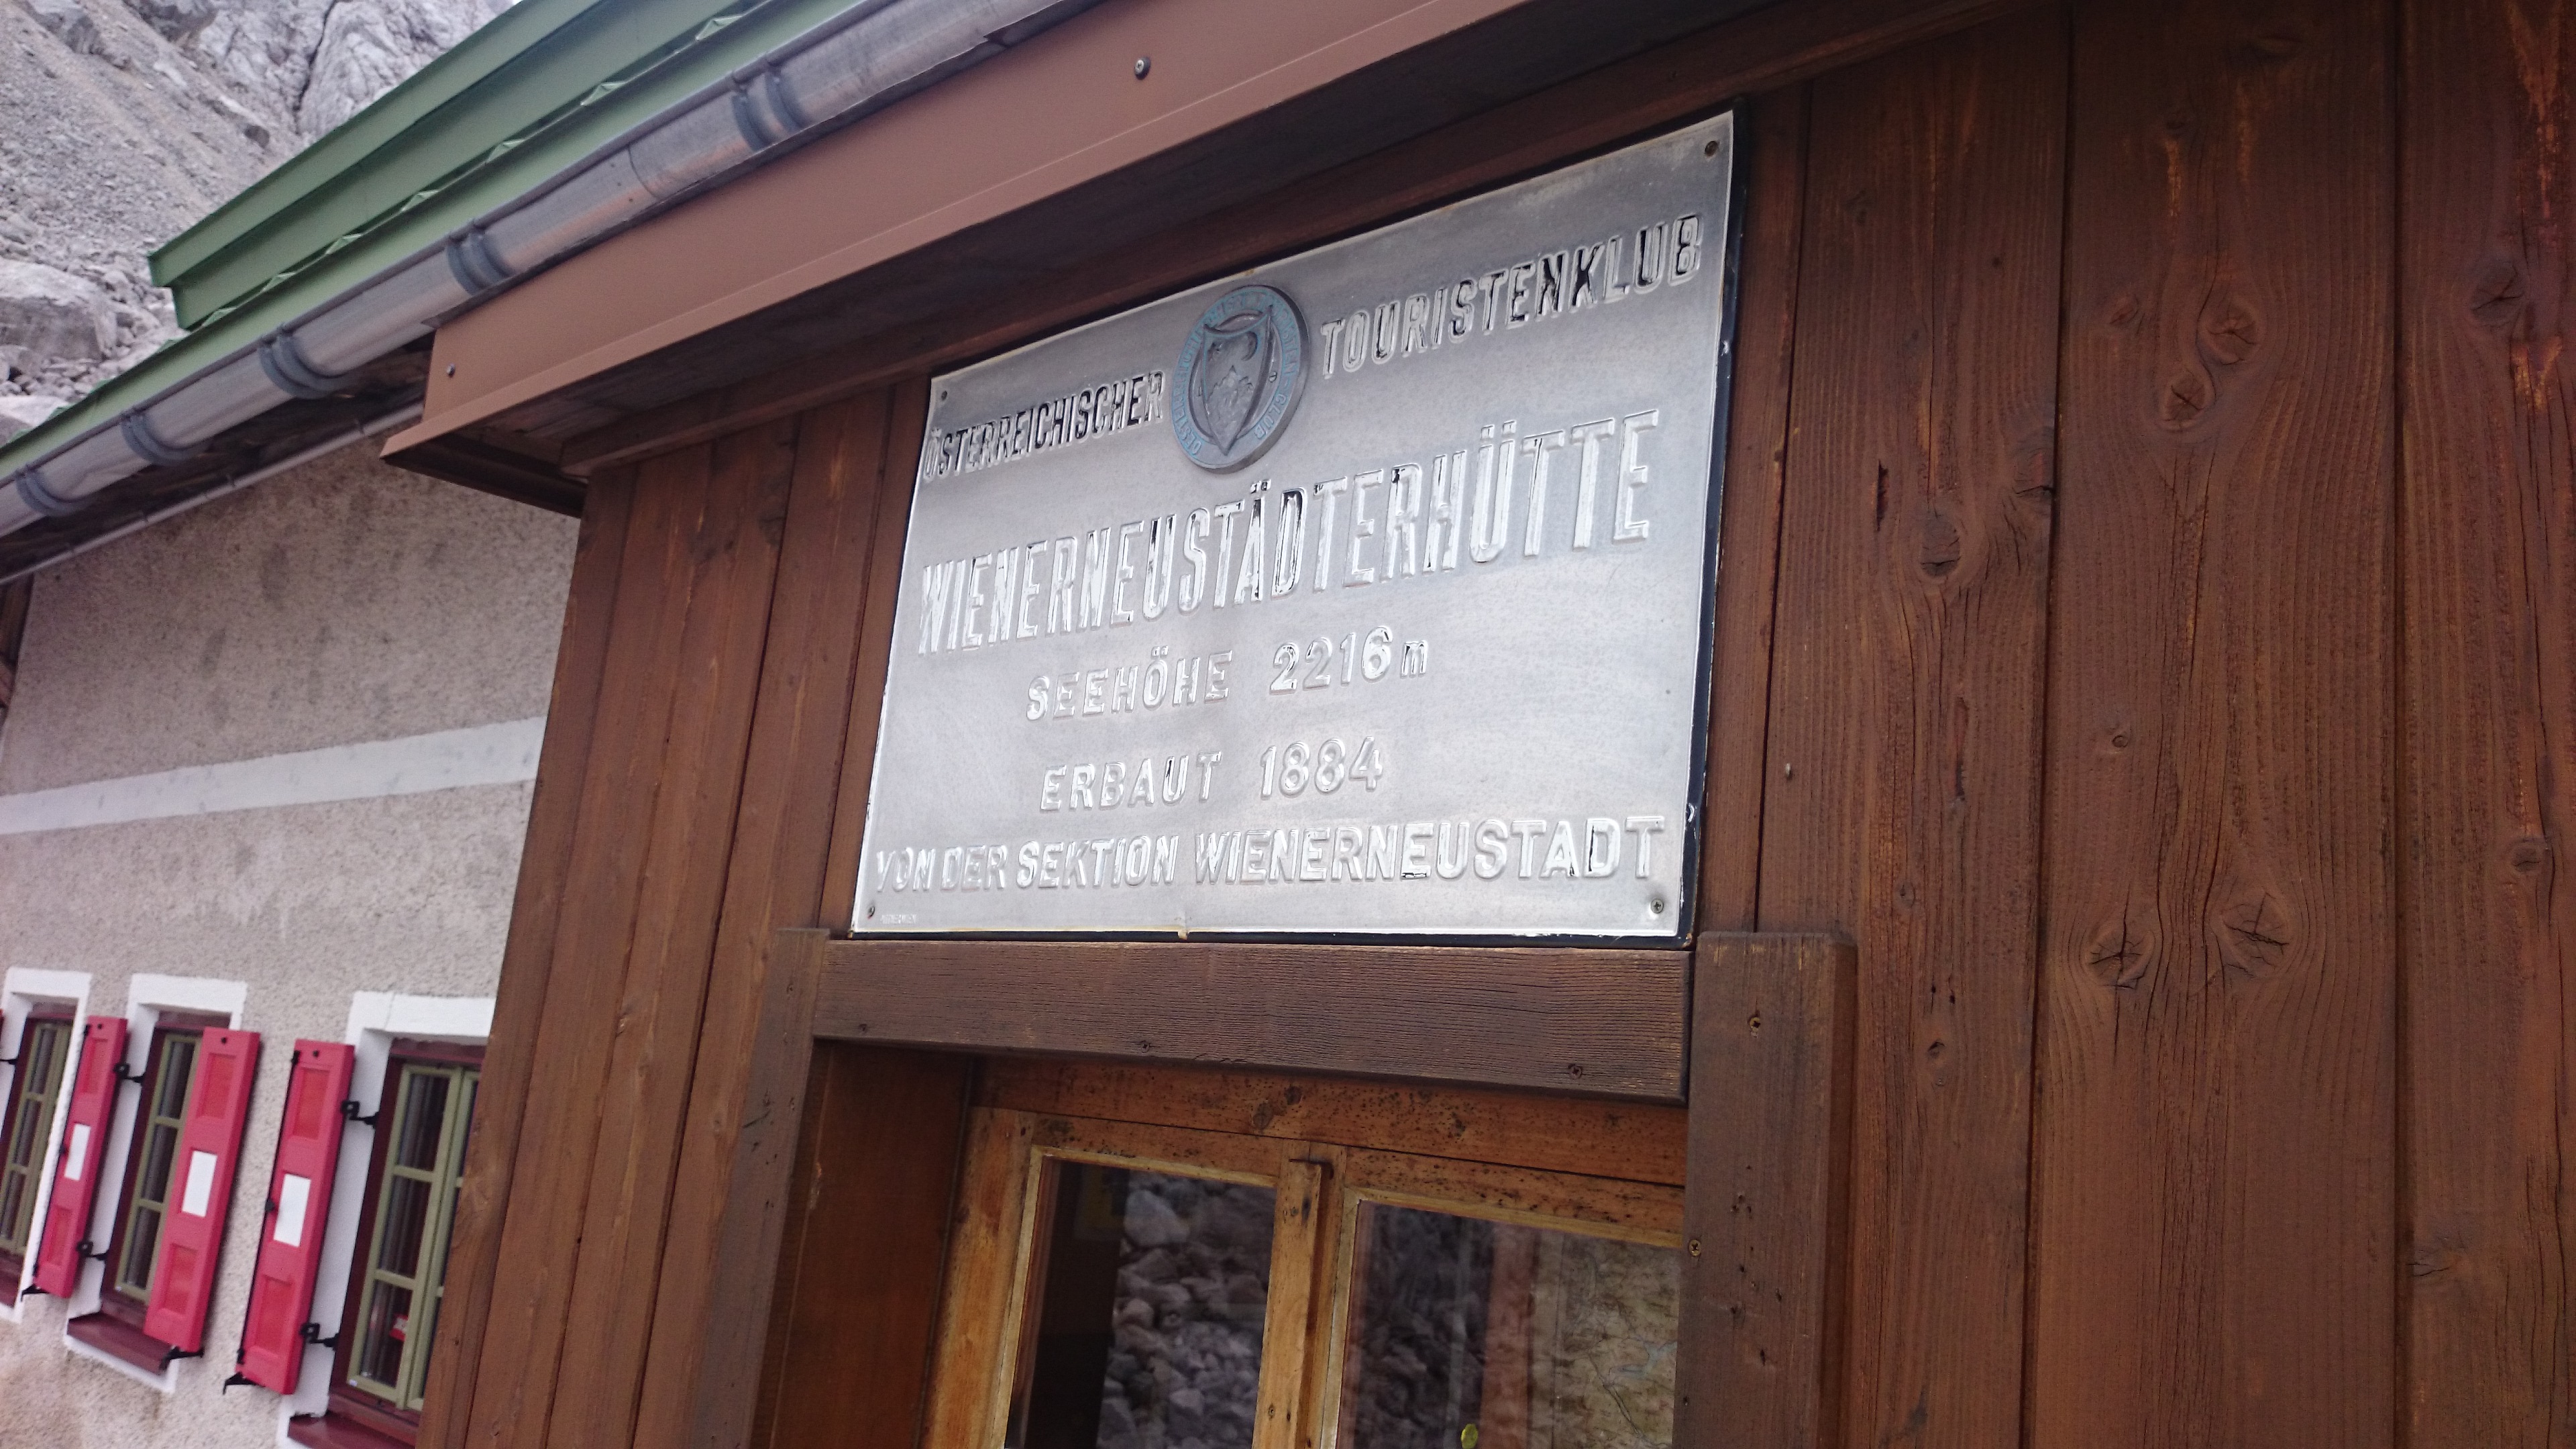 ÖSTERREICHISCHER TOURISTENKLUB
WIENERNEUSTÄDTERHÜTTE
SEEHÖHE 2216m
ERBAUT 1884
VON DER SEKTION WIENERNEUSTADT